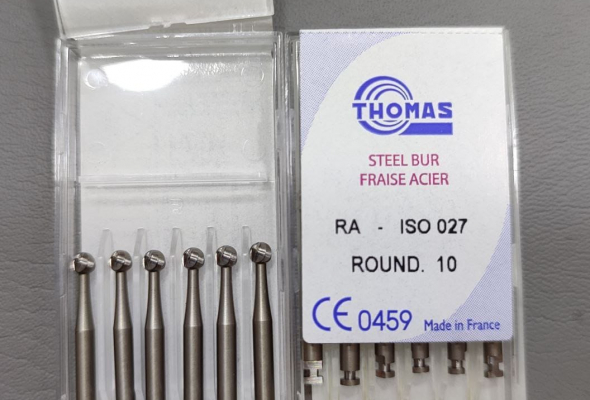 THOMAS
STEEL BUR
FRAISE ACIER
RA - ISO 027
ROUND. 10
CE 0459 Made in France